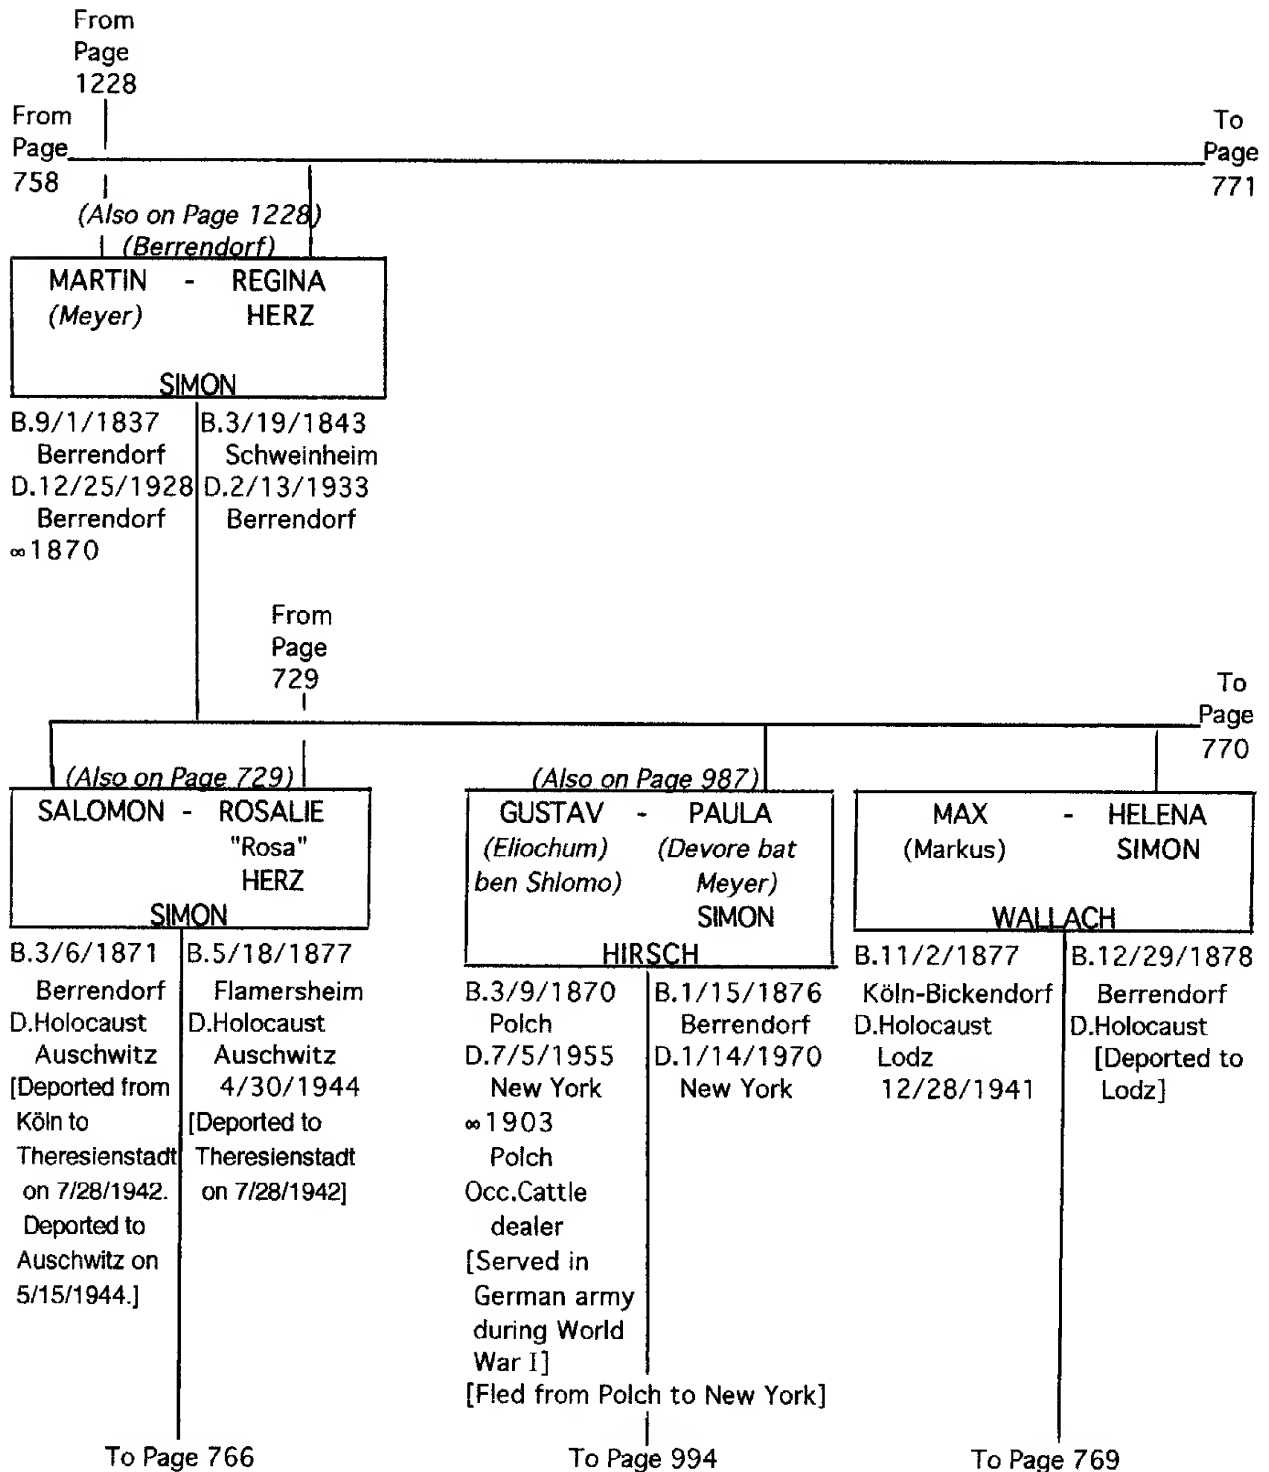 From
Page
1228
From
Page
758
To
Page
771
(Also on Page 1228)
(Berrendorf)
MARTIN - REGINA
(Meyer) HERZ
SIMON
B.9/1/1837
Berrendorf
D.12/25/1928
Berrendorf
∞1870
B.3/19/1843
Schweinheim
D.2/13/1933
Berrendorf
From
Page
729
To
Page
770
(Also on Page 729)
SALOMON - ROSALIE
"Rosa"
HERZ
SIMON
B.3/6/1871
Berrendorf
D.Holocaust
Auschwitz
[Deported from
Köln to
Theresienstadt
on 7/28/1942.
Deported to
Auschwitz on
5/15/1944.]
B.5/18/1877
Flamersheim
D.Holocaust
Auschwitz
4/30/1944
[Deported to
Theresienstadt
on 7/28/1942]
To Page 766
(Also on Page 987)
GUSTAV - PAULA
(Eliochum) (Devore bat
ben Shlomo) Meyer)
SIMON
HIRSCH
B.3/9/1870
Polch
D.7/5/1955
New York
∞1903
Polch
Occ.Cattle
dealer
[Served in
German army
during World
War I]
[Fled from Polch to New York]
B.1/15/1876
Berrendorf
D.1/14/1970
New York
To Page 994
MAX - HELENA
(Markus) SIMON
WALLACH
B.11/2/1877
Köln-Bickendorf
D.Holocaust
Lodz
12/28/1941
B.12/29/1878
Berrendorf
D.Holocaust
[Deported to
Lodz]
To Page 769